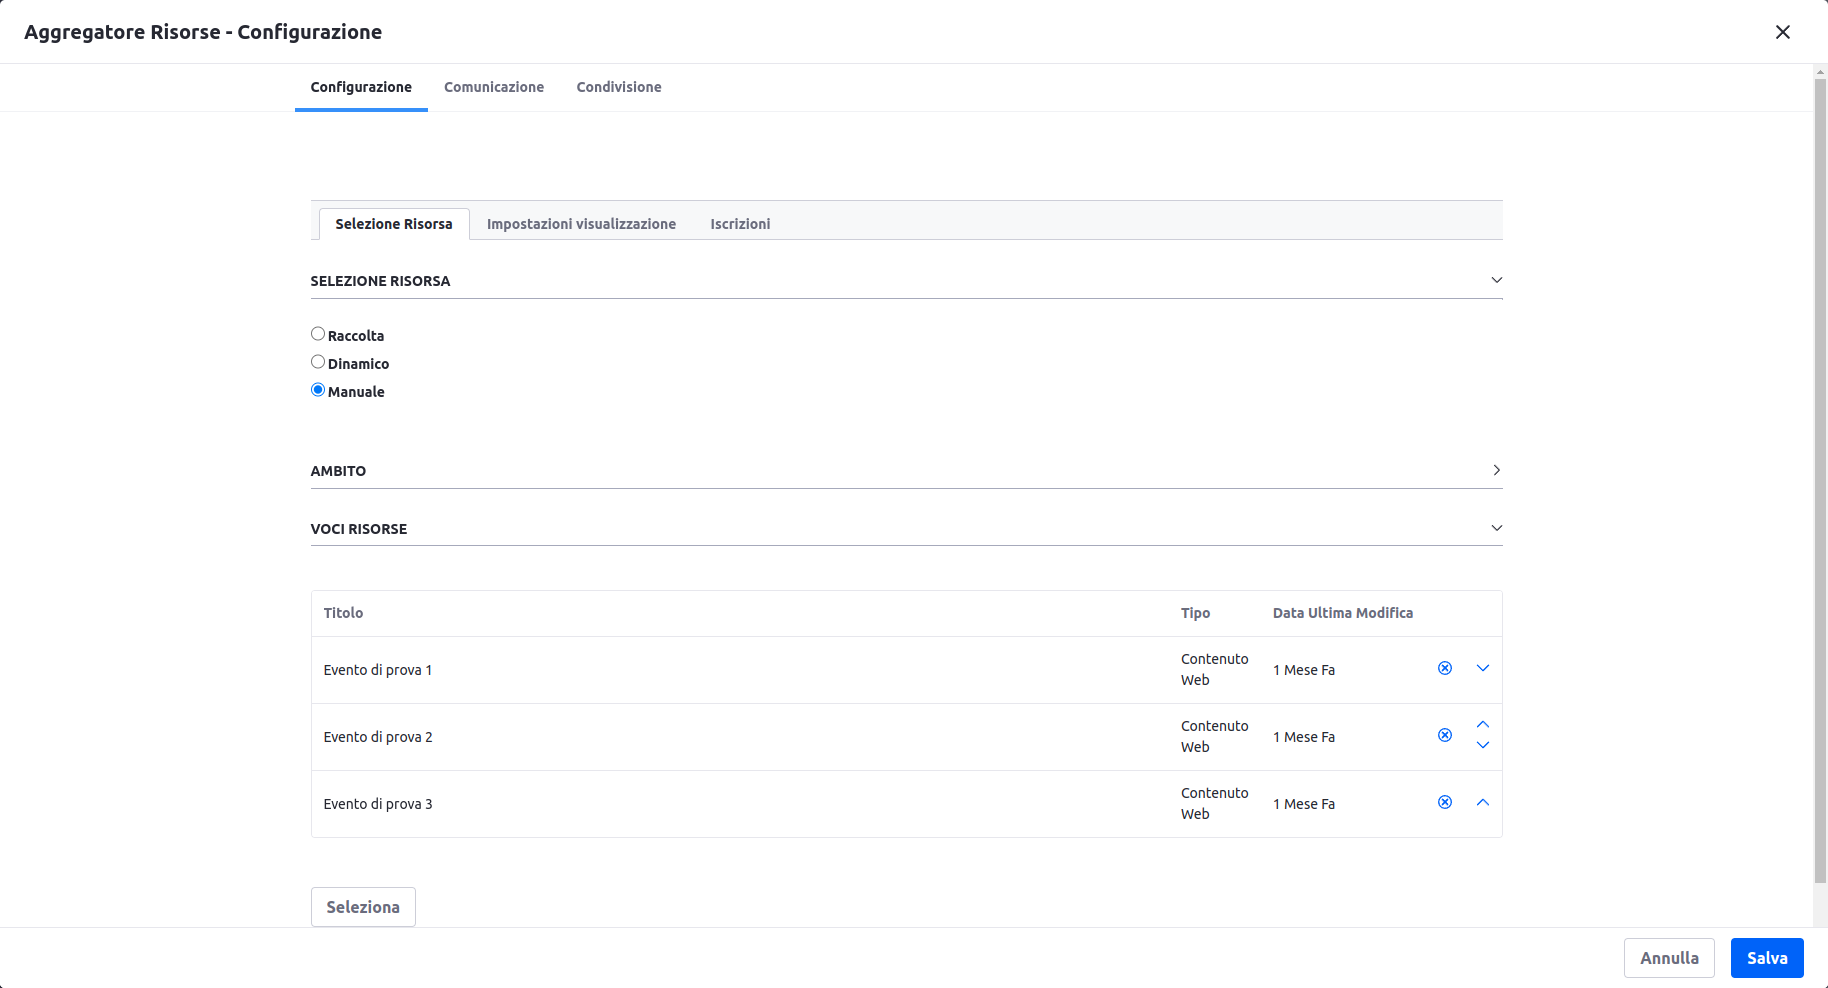 Aggregatore Risorse - Configurazione
Configurazione Comunicazione Condivisione
Selezione Risorsa Impostazioni visualizzazione Iscrizioni
SELEZIONE RISORSA
Raccolta
Dinamico
Manuale
AMBITO
VOCI RISORSE
Titolo Tipo Data Ultima Modifica
Evento di prova 1 Contenuto Web 1 Mese Fa
Evento di prova 2 Contenuto Web 1 Mese Fa
Evento di prova 3 Contenuto Web 1 Mese Fa
Seleziona
Annulla Salva